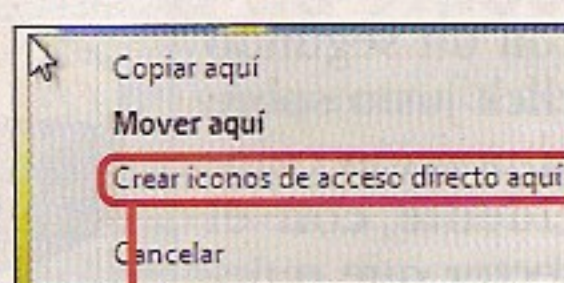 Copiar aquí
Mover aquí
Crear iconos de acceso directo aquí
Cancelar